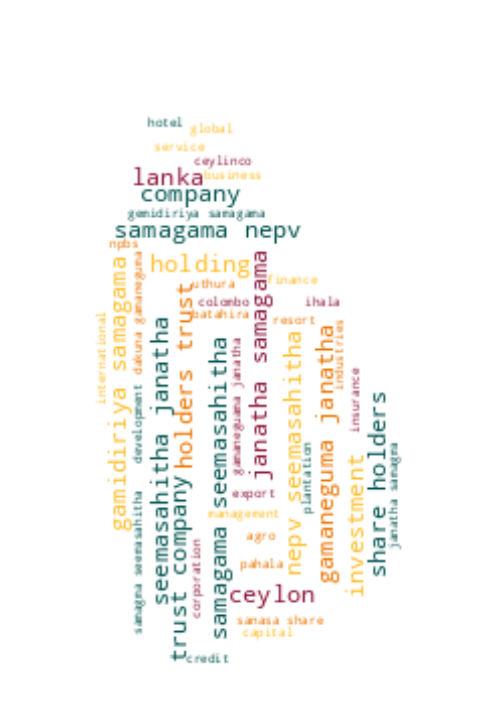 hotel
global
service
ceylinco
lanka
business
company
gemidiriya samagama
samagama nepv
npbs
holding
uthura
finance
colombo
ihala
batahira
resort
international
gamidiriya samagama
dakuna gamaneguma
development
samagna seemasahitha
seemasahitha janatha
holders trust
trust company
corporation
samagama seemasahitha
gamaneguama janatha
janatha samagama
nepv seemasahitha
plantation
gamaneguma janatha
industries
insurance
investment
share holders
janatha samagma
export
management
agro
pahala
ceylon
sanasa share
capital
credit